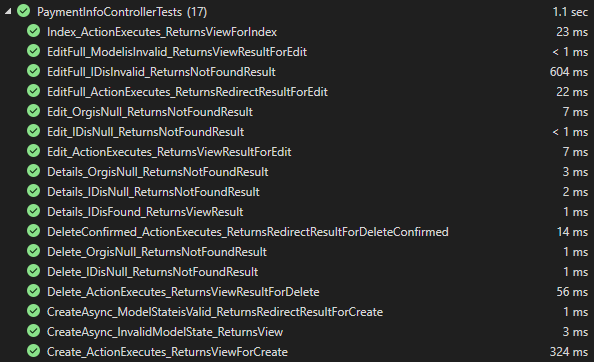 PaymentInfoControllerTests (17) 1.1 sec
Index_ActionExecutes_ReturnsViewForIndex 23 ms
EditFull_ModelisInvalid_ReturnsViewResultForEdit < 1 ms
EditFull_IDisInvalid_ReturnsNotFoundResult 604 ms
EditFull_ActionExecutes_ReturnsRedirectResultForEdit 22 ms
Edit_OrgisNull_ReturnsNotFoundResult 7 ms
Edit_IDisNull_ReturnsNotFoundResult < 1 ms
Edit_ActionExecutes_ReturnsViewResultForEdit 7 ms
Details_OrgisNull_ReturnsNotFoundResult 3 ms
Details_IDisNull_ReturnsNotFoundResult 2 ms
Details_IDisFound_ReturnsViewResult 1 ms
DeleteConfirmed_ActionExecutes_ReturnsRedirectResultForDeleteConfirmed 14 ms
Delete_OrgisNull_ReturnsNotFoundResult 1 ms
Delete_IDisNull_ReturnsNotFoundResult 1 ms
Delete_ActionExecutes_ReturnsViewResultForDelete 56 ms
CreateAsync_ModelStateisValid_ReturnsRedirectResultForCreate 1 ms
CreateAsync_InvalidModelState_ReturnsView 3 ms
Create_ActionExecutes_ReturnsViewForCreate 324 ms